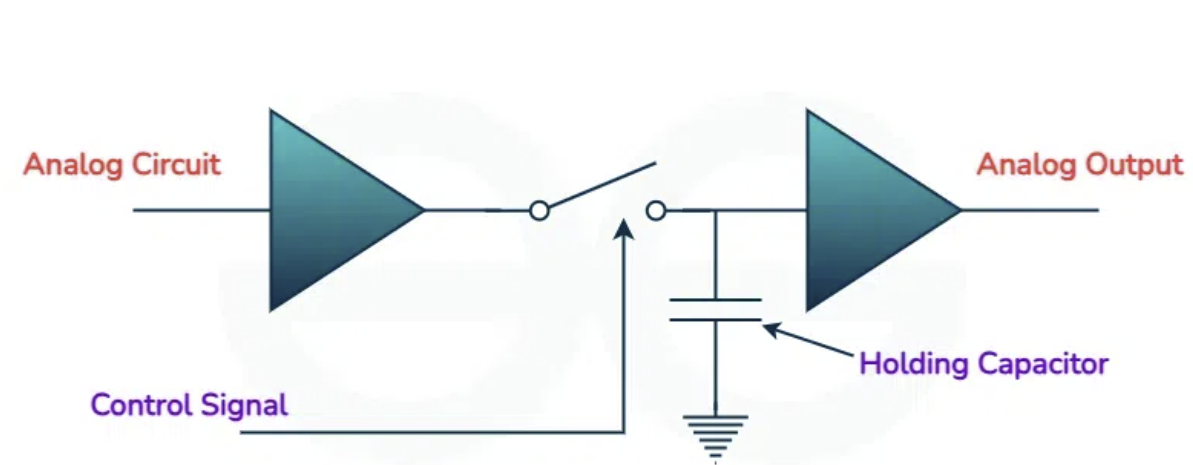 Analog Circuit
Analog Output
Holding Capacitor
Control Signal